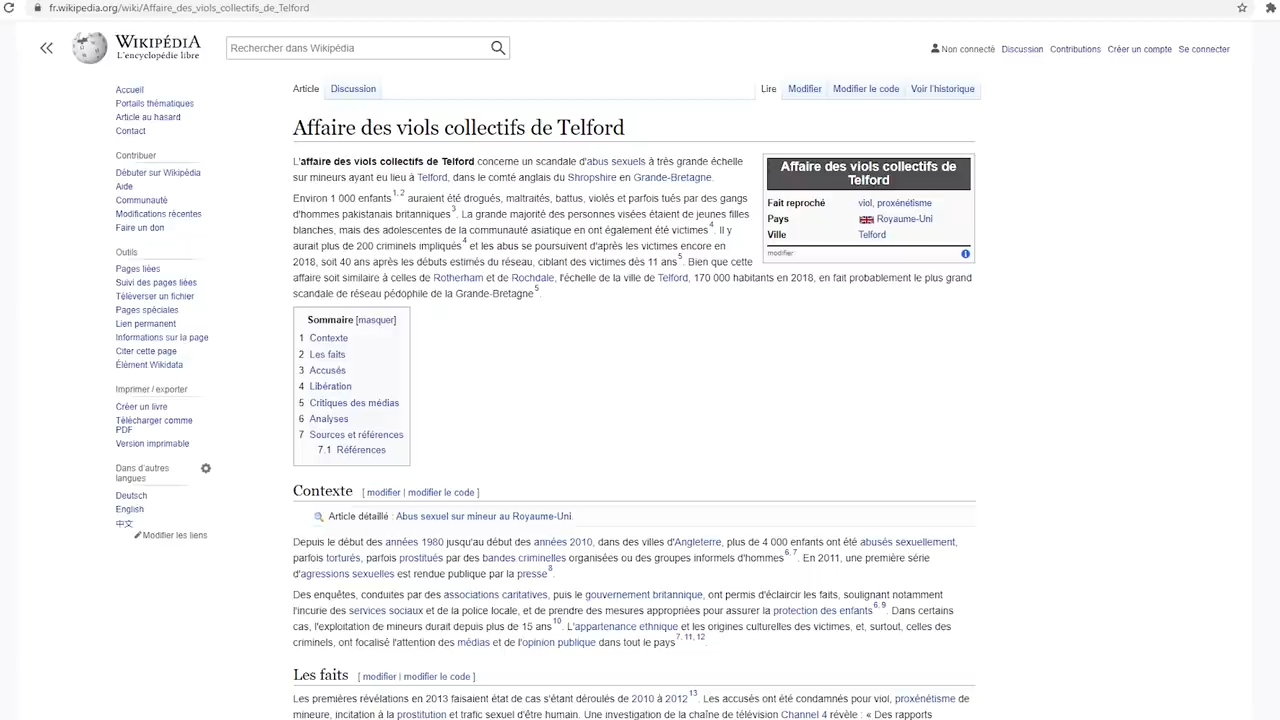 fr.wikipedia.org/wiki/Affaire_des_viols_collectifs_de_Telford
WIKIPÉDIA
L'encyclopédie libre
Rechercher dans Wikipédia
Non connecté Discussion Contributions Créer un compte Se connecter
Accueil
Portails thématiques
Article au hasard
Contact
Contribuer
Débuter sur Wikipédia
Aide
Communauté
Modifications récentes
Faire un don
Outils
Pages liées
Suivi des pages liées
Téléverser un fichier
Pages spéciales
Lien permanent
Informations sur la page
Citer cette page
Élément Wikidata
Imprimer / exporter
Créer un livre
Télécharger comme
PDF
Version imprimable
Dans d'autres
langues
Deutsch
English
中文
Modifier les liens
Article Discussion Lire Modifier Modifier le code Voir l'historique
Affaire des viols collectifs de Telford
L'affaire des viols collectifs de Telford concerne un scandale d'abus sexuels à très grande échelle
sur mineurs ayant eu lieu à Telford, dans le comté anglais du Shropshire en Grande-Bretagne.
Environ 1 000 enfants1, 2 auraient été drogués, maltraités, battus, violés et parfois tués par des gangs
d'hommes pakistanais britanniques3. La grande majorité des personnes visées étaient de jeunes filles
blanches, mais des adolescentes de la communauté asiatique en ont également été victimes4. Il y
aurait plus de 200 criminels impliqués4 et les abus se poursuivent d'après les victimes encore en
2018, soit 40 ans après les débuts estimés du réseau, ciblant des victimes dès 11 ans5. Bien que cette
affaire soit similaire à celles de Rotherham et de Rochdale, l'échelle de la ville de Telford, 170 000 habitants en 2018, en fait probablement le plus grand
scandale de réseau pédophile de la Grande-Bretagne5.
Affaire des viols collectifs de
Telford
Fait reproché viol, proxénétisme
Pays Royaume-Uni
Ville Telford
modifier
Sommaire [masquer]
1 Contexte
2 Les faits
3 Accusés
4 Libération
5 Critiques des médias
6 Analyses
7 Sources et références
7.1 Références
Contexte [ modifier | modifier le code ]
Article détaillé : Abus sexuel sur mineur au Royaume-Uni.
Depuis le début des années 1980 jusqu'au début des années 2010, dans des villes d'Angleterre, plus de 4 000 enfants ont été abusés sexuellement,
parfois torturés, parfois prostitués par des bandes criminelles organisées ou des groupes informels d'hommes6, 7. En 2011, une première série
d'agressions sexuelles est rendue publique par la presse8.
Des enquêtes, conduites par des associations caritatives, puis le gouvernement britannique, ont permis d'éclaircir les faits, soulignant notamment
l'incurie des services sociaux et de la police locale, et de prendre des mesures appropriées pour assurer la protection des enfants6, 9. Dans certains
cas, l'exploitation de mineurs durait depuis plus de 15 ans10. L'appartenance ethnique et les origines culturelles des victimes, et, surtout, celles des
criminels, ont focalisé l'attention des médias et de l'opinion publique dans tout le pays7, 11, 12.
Les faits [ modifier | modifier le code ]
Les premières révélations en 2013 faisaient état de cas s'étant déroulés de 2010 à 201213. Les accusés ont été condamnés pour viol, proxénétisme de
mineure, incitation à la prostitution et trafic sexuel d'être humain. Une investigation de la chaîne de télévision Channel 4 révèle : « Des rapports